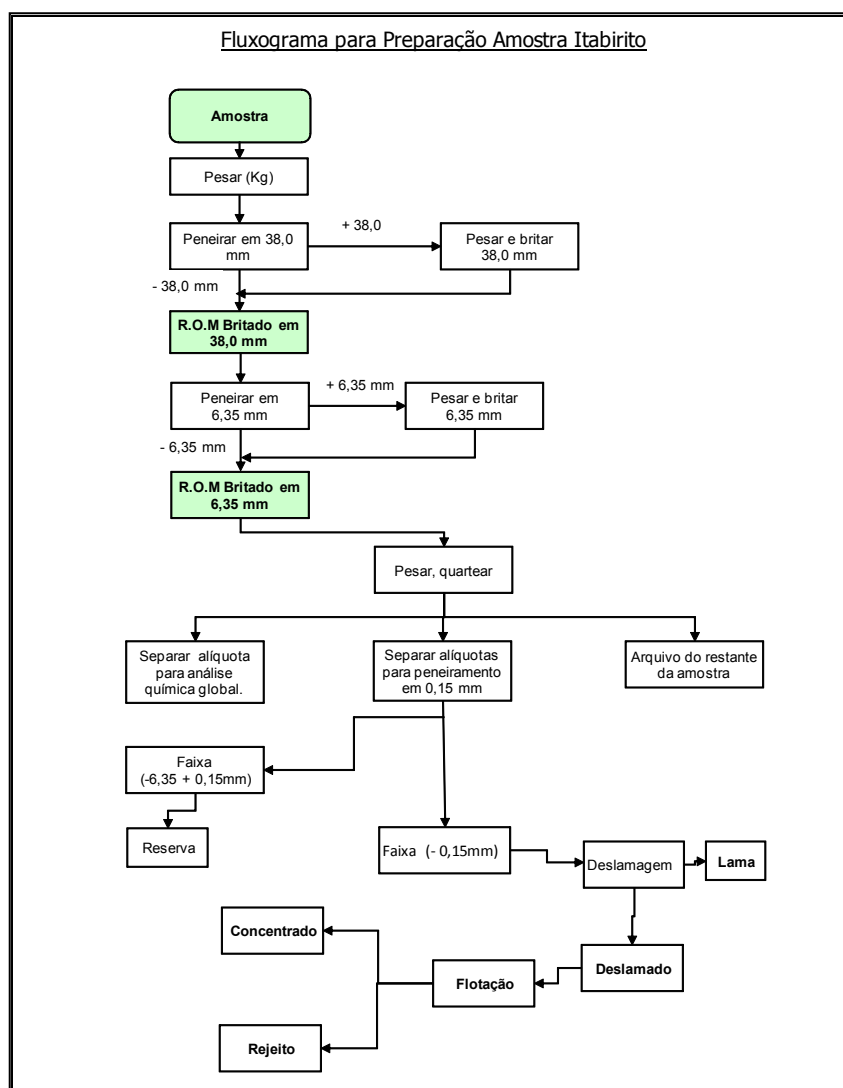 Fluxograma para Preparação Amostra Itabirito
Amostra
Pesar (Kg)
Peneirar em 38,0
mm
+ 38,0
Pesar e britar
38,0 mm
- 38,0 mm
R.O.M Britado em
38,0 mm
Peneirar em
6,35 mm
+ 6,35 mm
Pesar e britar
6,35 mm
- 6,35 mm
R.O.M Britado em
6,35 mm
Pesar, quartear
Separar alíquota
para análise
química global.
Separar alíquotas
para peneiramento
em 0,15 mm
Arquivo do restante
da amostra
Faixa
(-6,35 + 0,15mm)
Reserva
Faixa (- 0,15mm)
Deslamagem
Lama
Concentrado
Deslamado
Flotação
Rejeito